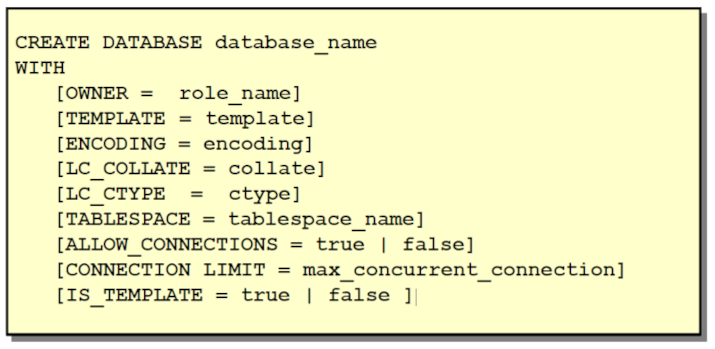 CREATE DATABASE database_name
WITH
[OWNER =  role_name]
[TEMPLATE = template]
[ENCODING = encoding]
[LC_COLLATE = collate]
[LC_CTYPE  =  ctype]
[TABLESPACE = tablespace_name]
[ALLOW_CONNECTIONS = true | false]
[CONNECTION LIMIT = max_concurrent_connection]
[IS_TEMPLATE = true | false ]